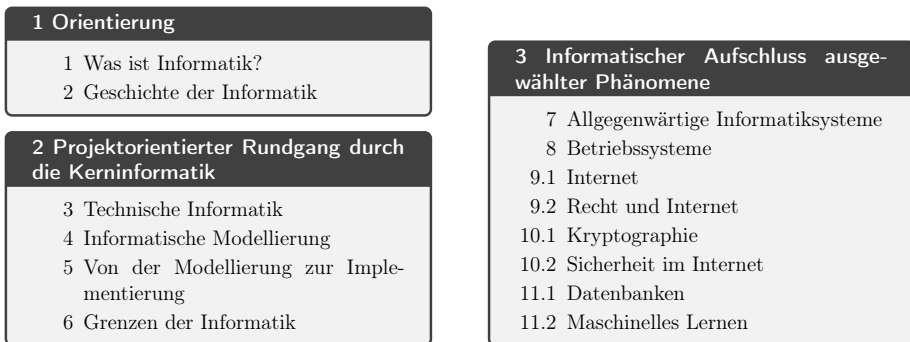 1 Orientierung
1 Was ist Informatik?
2 Geschichte der Informatik
2 Projektorientierter Rundgang durch
die Kerninformatik
3 Technische Informatik
4 Informatische Modellierung
5 Von der Modellierung zur Imple-
mentierung
6 Grenzen der Informatik
3 Informatischer Aufschluss ausge-
wählter Phänomene
7 Allgegenwärtige Informatiksysteme
8 Betriebssysteme
9.1 Internet
9.2 Recht und Internet
10.1 Kryptographie
10.2 Sicherheit im Internet
11.1 Datenbanken
11.2 Maschinelles Lernen